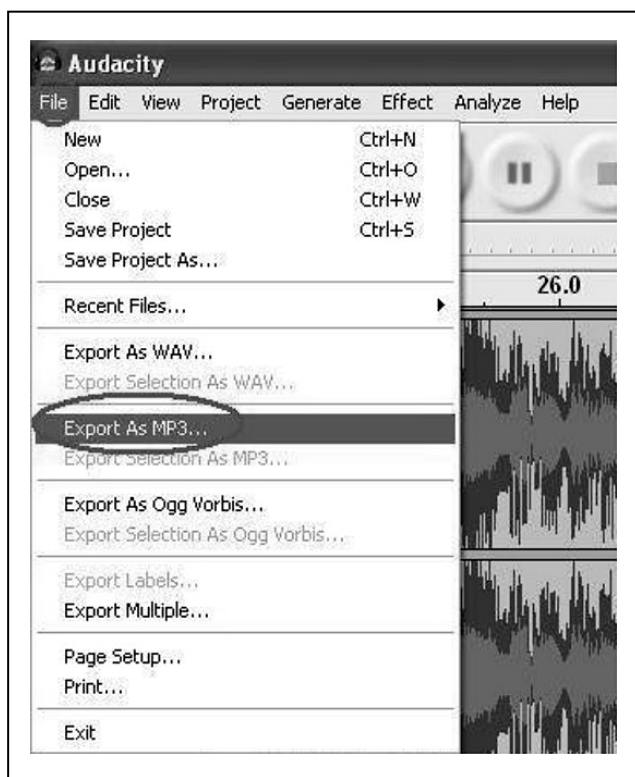 Audacity
File Edit View Project Generate Effect Analyze Help
New Ctrl+N
Open... Ctrl+O
Close Ctrl+W
Save Project Ctrl+S
Save Project As...
26.0
Recent Files...
Export As WAV...
Export Selection As WAV...
Export As MP3...
Export Selection As MP3...
Export As Ogg Vorbis...
Export Selection As Ogg Vorbis...
Export Labels...
Export Multiple...
Page Setup...
Print...
Exit